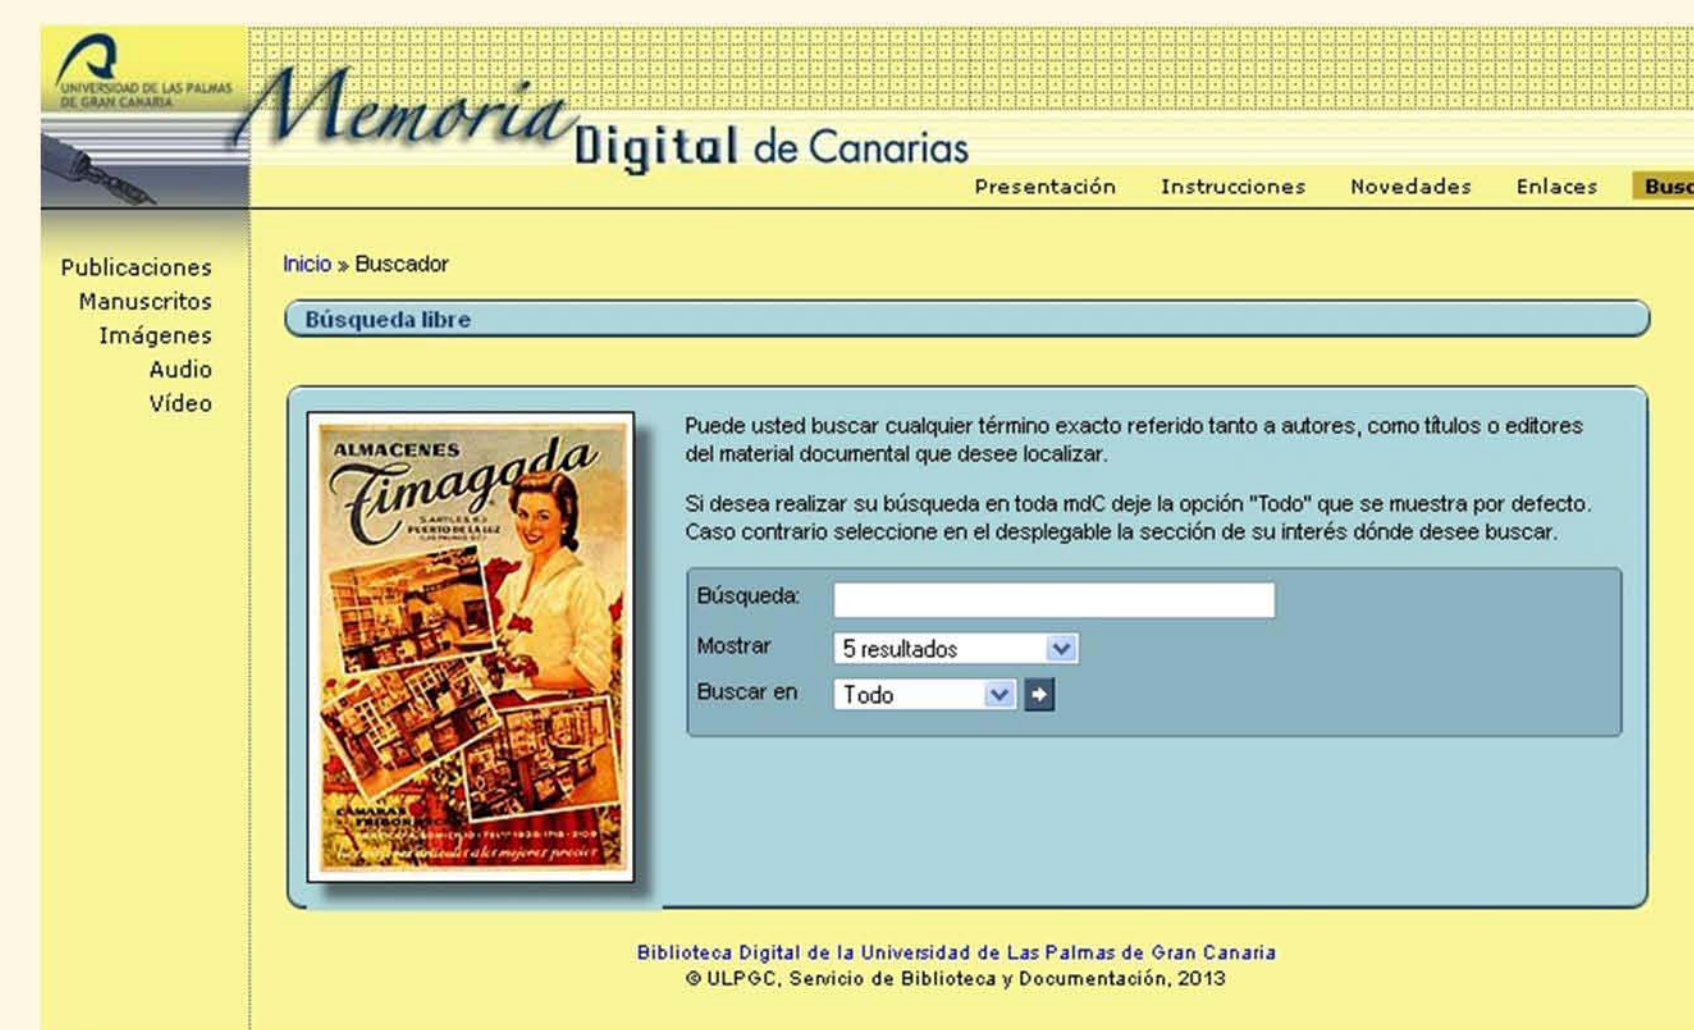 UNIVERSIDAD DE LAS PALMAS
DE GRAN CANARIA
Memoria Digital de Canarias
Presentación Instrucciones Novedades Enlaces Busc
Publicaciones
Manuscritos
Imágenes
Audio
Vídeo
Inicio » Buscador
Búsqueda libre
ALMACENES
Timagada
PUERTO DE LA LUZ
CAMARAS
Puede usted buscar cualquier término exacto referido tanto a autores, como títulos o editores
del material documental que desee localizar.
Si desea realizar su búsqueda en toda mdC deje la opción "Todo" que se muestra por defecto.
Caso contrario seleccione en el desplegable la sección de su interés dónde desee buscar.
Búsqueda:
Mostrar 5 resultados
Buscar en Todo
Biblioteca Digital de la Universidad de Las Palmas de Gran Canaria
© ULPGC, Servicio de Biblioteca y Documentación, 2013